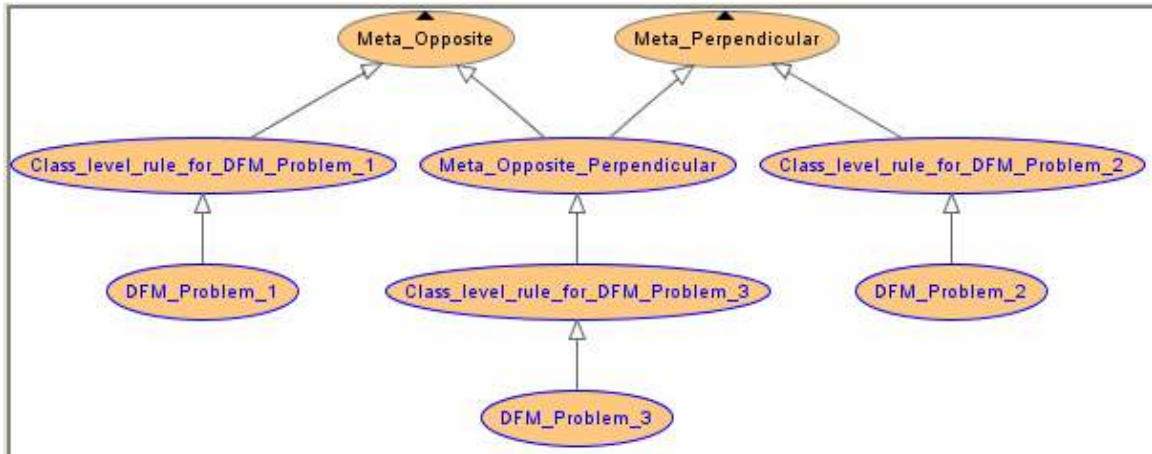 Meta_Opposite
Meta_Perpendicular
Class_level_rule_for_DFM_Problem_1
Meta_Opposite_Perpendicular
Class_level_rule_for_DFM_Problem_2
DFM_Problem_1
Class_level_rule_for_DFM_Problem_3
DFM_Problem_2
DFM_Problem_3